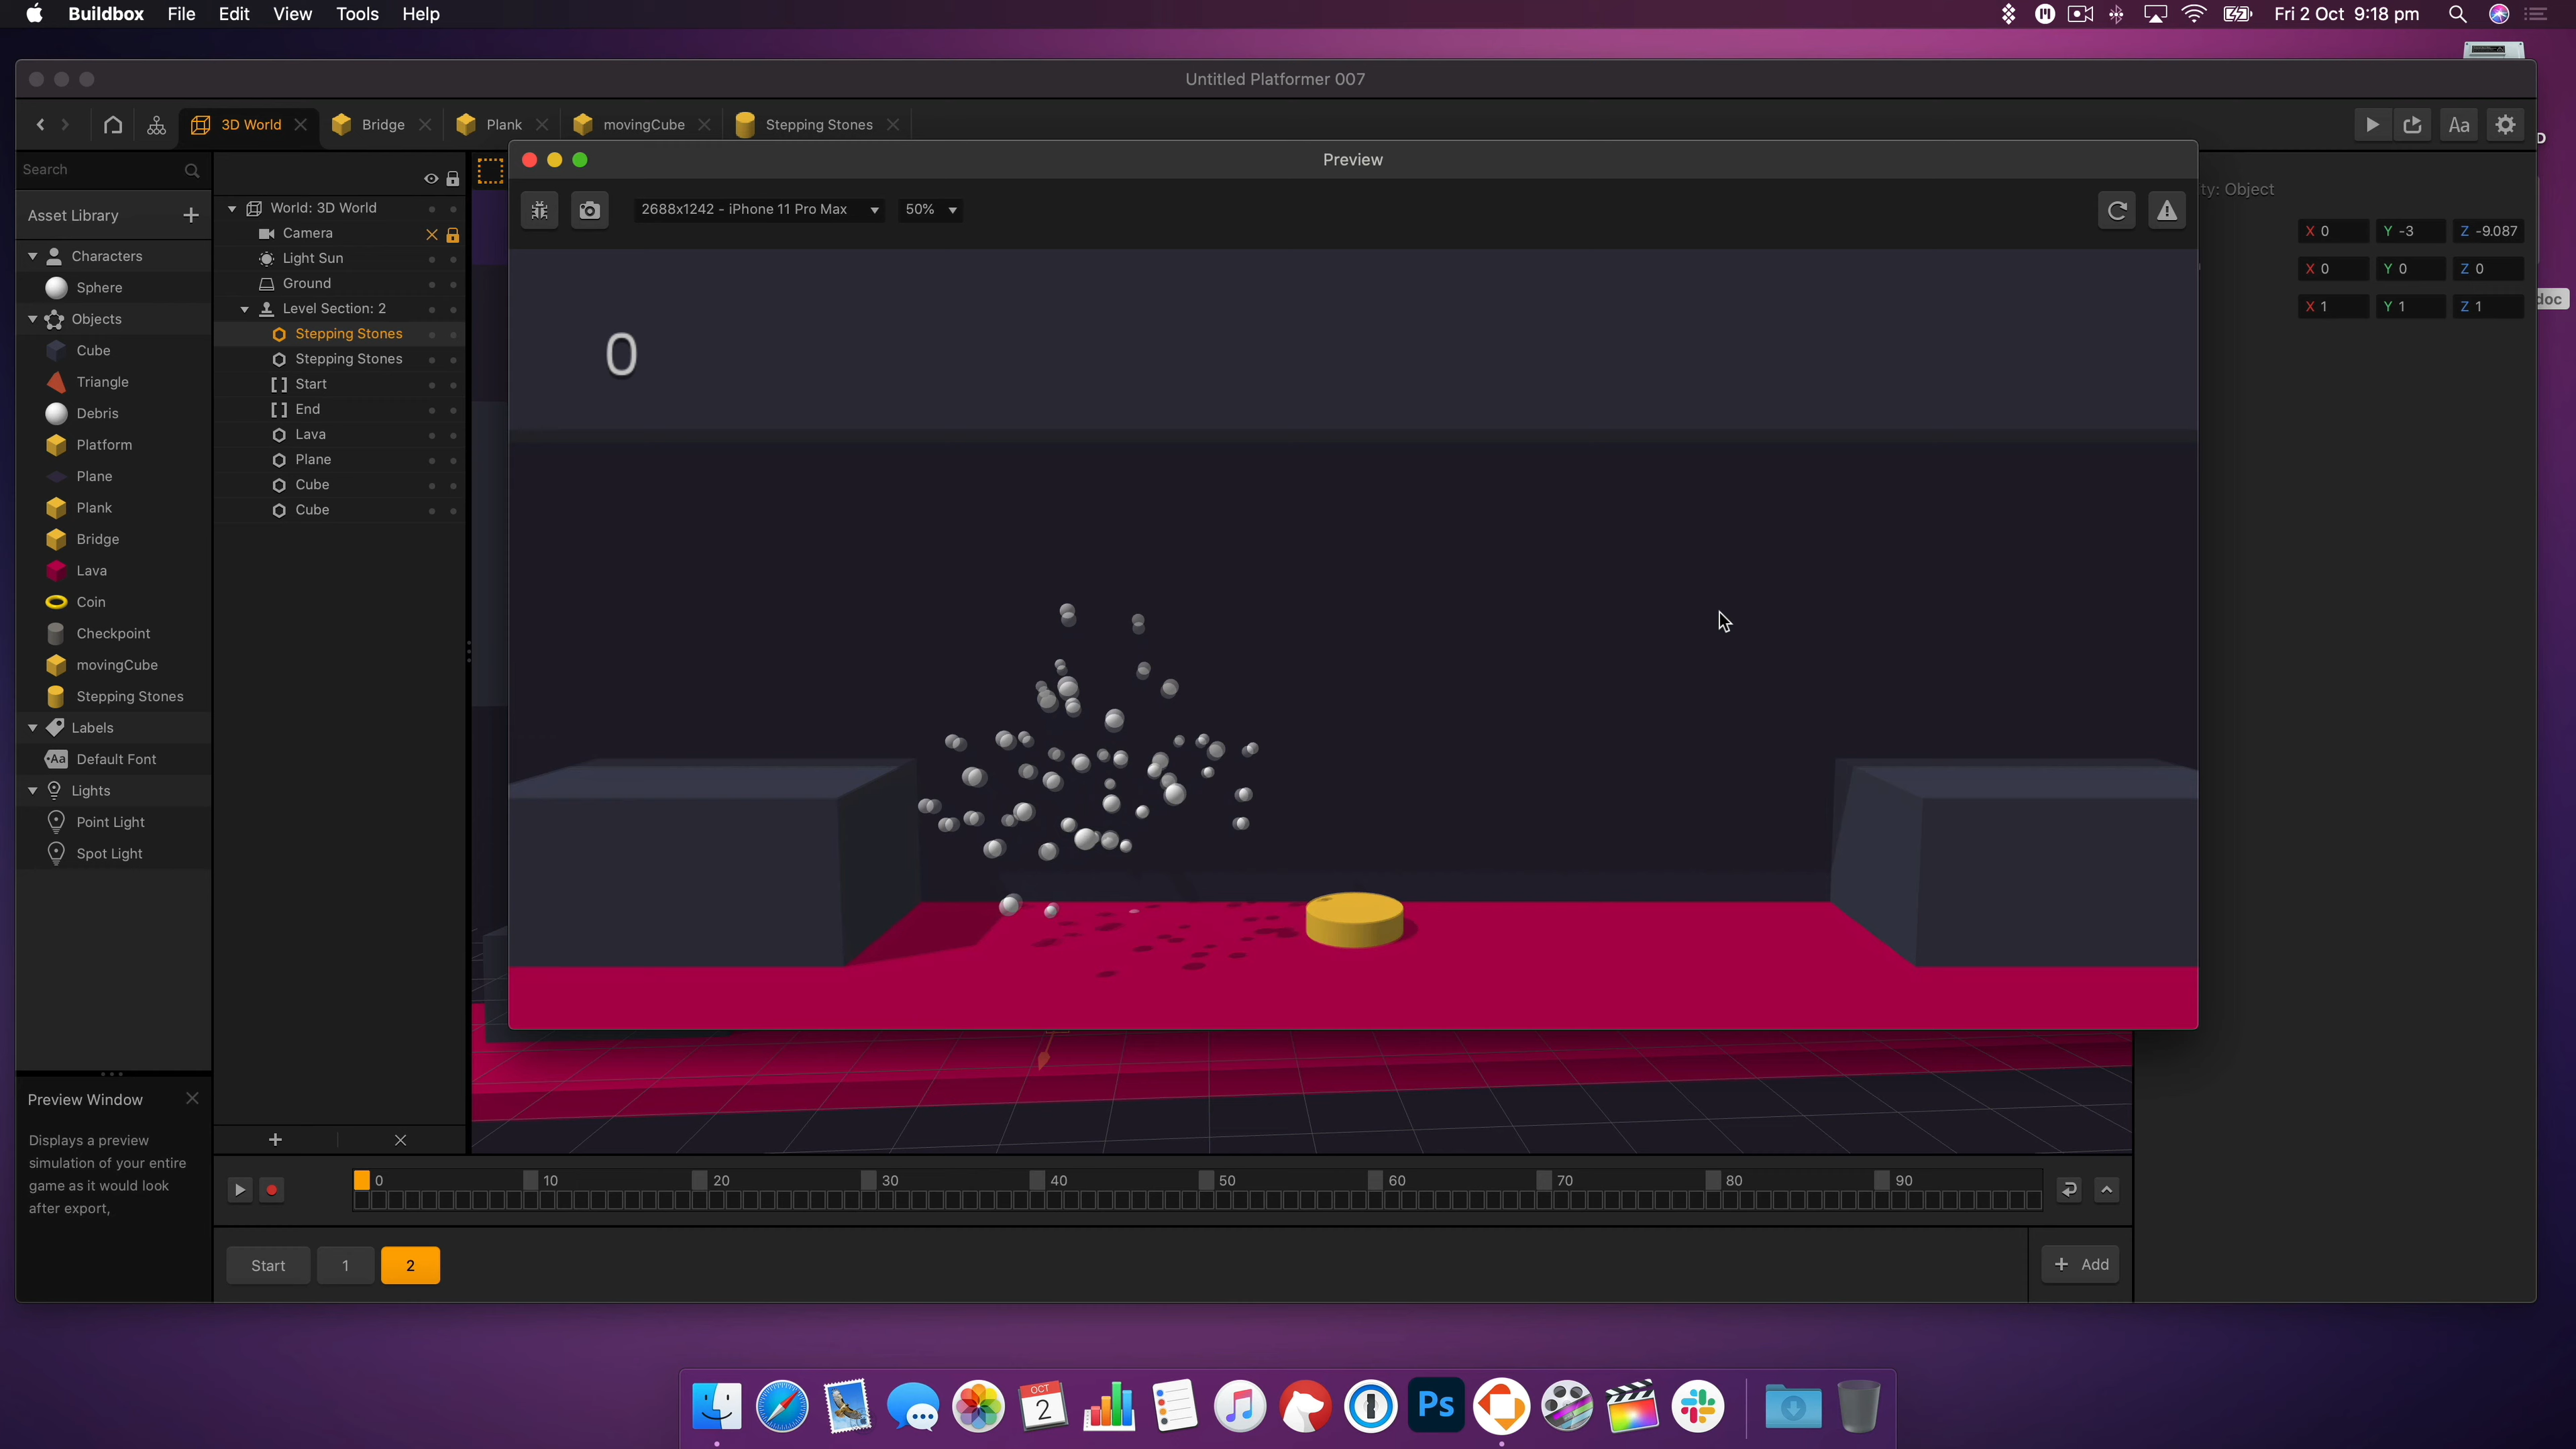 Buildbox File Edit View Tools Help
Fri 2 Oct 9:18 pm
Untitled Platformer 007
3D World Bridge Plank movingCube Stepping Stones
Aa
Search
Asset Library
Characters
Sphere
Objects
Cube
Triangle
Debris
Platform
Plane
Plank
Bridge
Lava
Coin
Checkpoint
movingCube
Stepping Stones
Labels
Aa Default Font
Lights
Point Light
Spot Light
Preview Window
Displays a preview
simulation of your entire
game as it would look
after export,
World: 3D World
Camera
Light Sun
Ground
Level Section: 2
Stepping Stones
Stepping Stones
Start
End
Lava
Plane
Cube
Cube
Preview
2688x1242 - iPhone 11 Pro Max 50%
0
ty: Object
X 0 Y -3 Z -9.087
X 0 Y 0 Z 0
X 1 Y 1 Z 1
D
doc
0 10 20 30 40 50 60 70 80 90
Start 1 2
Add
OCT
2
Ps